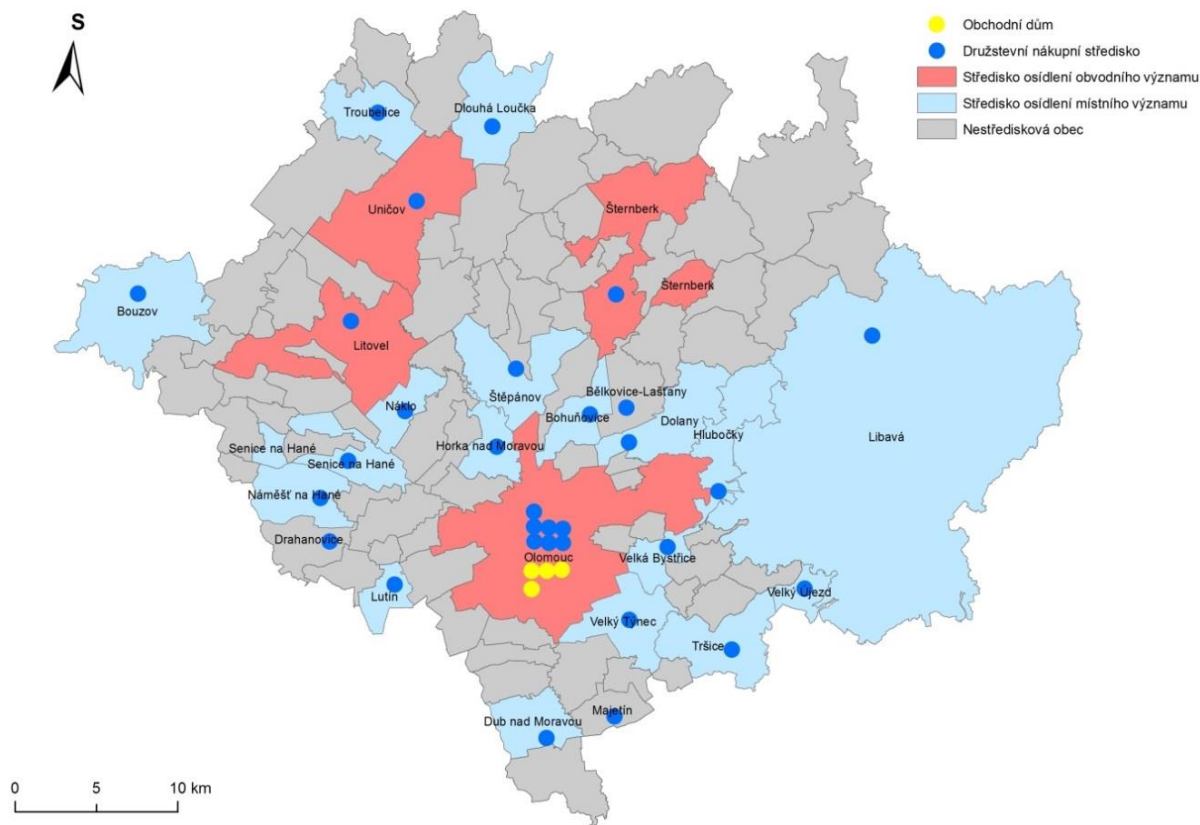 S
Obchodní dům
Družstevní nákupní středisko
Středisko osídlení obvodního významu
Středisko osídlení místního významu
Nestředisková obec
Troubelice
Dlouhá Loučka
Uničov
Šternberk
Šternberk
Bouzov
Litovel
Štěpánov
Bělkovice-Lašťany
Náklo
Bohuňovice
Dolany
Hlubočky
Libavá
Senice na Hané
Horka nad Moravou
Senice na Hané
Náměšť na Hané
Drahanovice
Olomouc
Velká Bystřice
Lutín
Velký Újezd
Velký Týnec
Tršice
Majetín
Dub nad Moravou
0 5 10 km